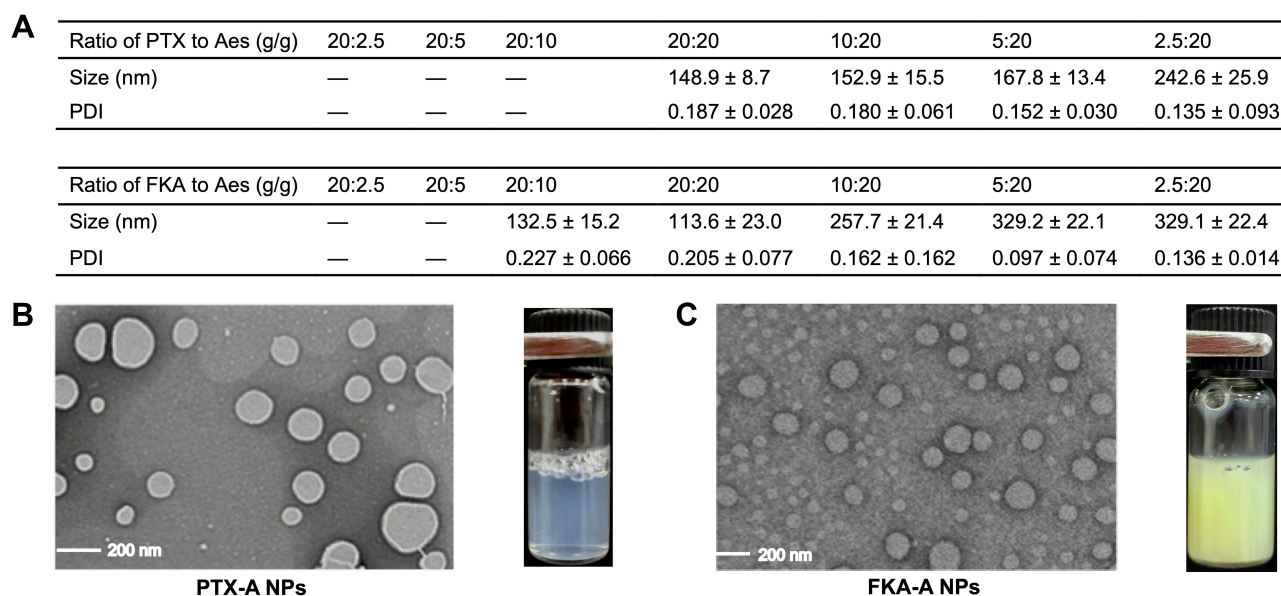 A
Ratio of PTX to Aes (g/g) 20:2.5 20:5 20:10 20:20 10:20 5:20 2.5:20
Size (nm) — — — 148.9 ± 8.7 152.9 ± 15.5 167.8 ± 13.4 242.6 ± 25.9
PDI — — — 0.187 ± 0.028 0.180 ± 0.061 0.152 ± 0.030 0.135 ± 0.093
Ratio of FKA to Aes (g/g) 20:2.5 20:5 20:10 20:20 10:20 5:20 2.5:20
Size (nm) — — 132.5 ± 15.2 113.6 ± 23.0 257.7 ± 21.4 329.2 ± 22.1 329.1 ± 22.4
PDI — — 0.227 ± 0.066 0.205 ± 0.077 0.162 ± 0.162 0.097 ± 0.074 0.136 ± 0.014
B
200 nm
PTX-A NPs
C
200 nm
FKA-A NPs